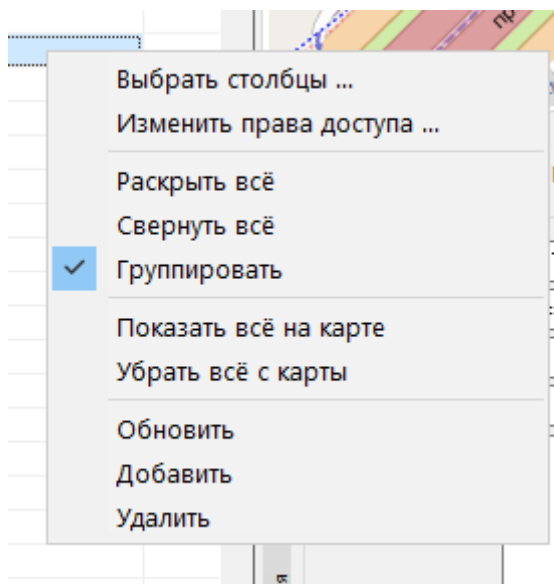 пр
Выбрать столбцы ...
Изменить права доступа ...
Раскрыть всё
Свернуть всё
Группировать
Показать всё на карте
Убрать всё с карты
Обновить
Добавить
Удалить
я